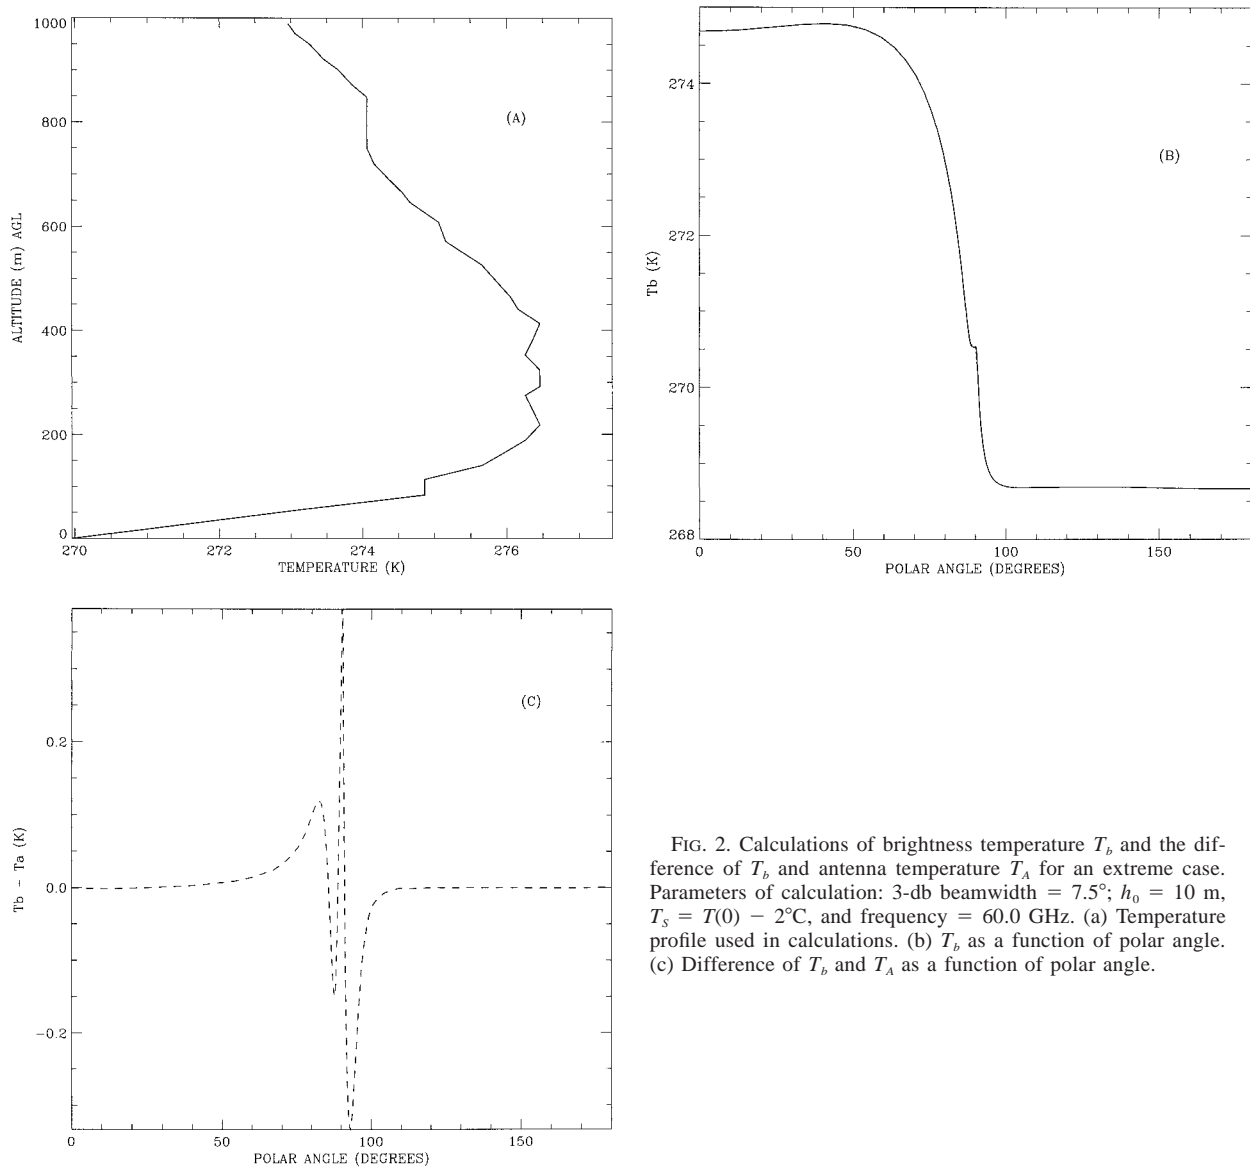 1000
800
600
400
200
0
ALTITUDE (m) AGL
(A)
270
272
274
276
TEMPERATURE (K)
274
272
270
268
Tb (K)
(B)
0
50
100
150
POLAR ANGLE (DEGREES)
0.2
0.0
-0.2
Tb - Ta (K)
(C)
0
50
100
150
POLAR ANGLE (DEGREES)
FIG. 2. Calculations of brightness temperature T_b and the dif-
ference of T_b and antenna temperature T_A for an extreme case.
Parameters of calculation: 3-db beamwidth = 7.5°; h_0 = 10 m,
T_S = T(0) − 2°C, and frequency = 60.0 GHz. (a) Temperature
profile used in calculations. (b) T_b as a function of polar angle.
(c) Difference of T_b and T_A as a function of polar angle.